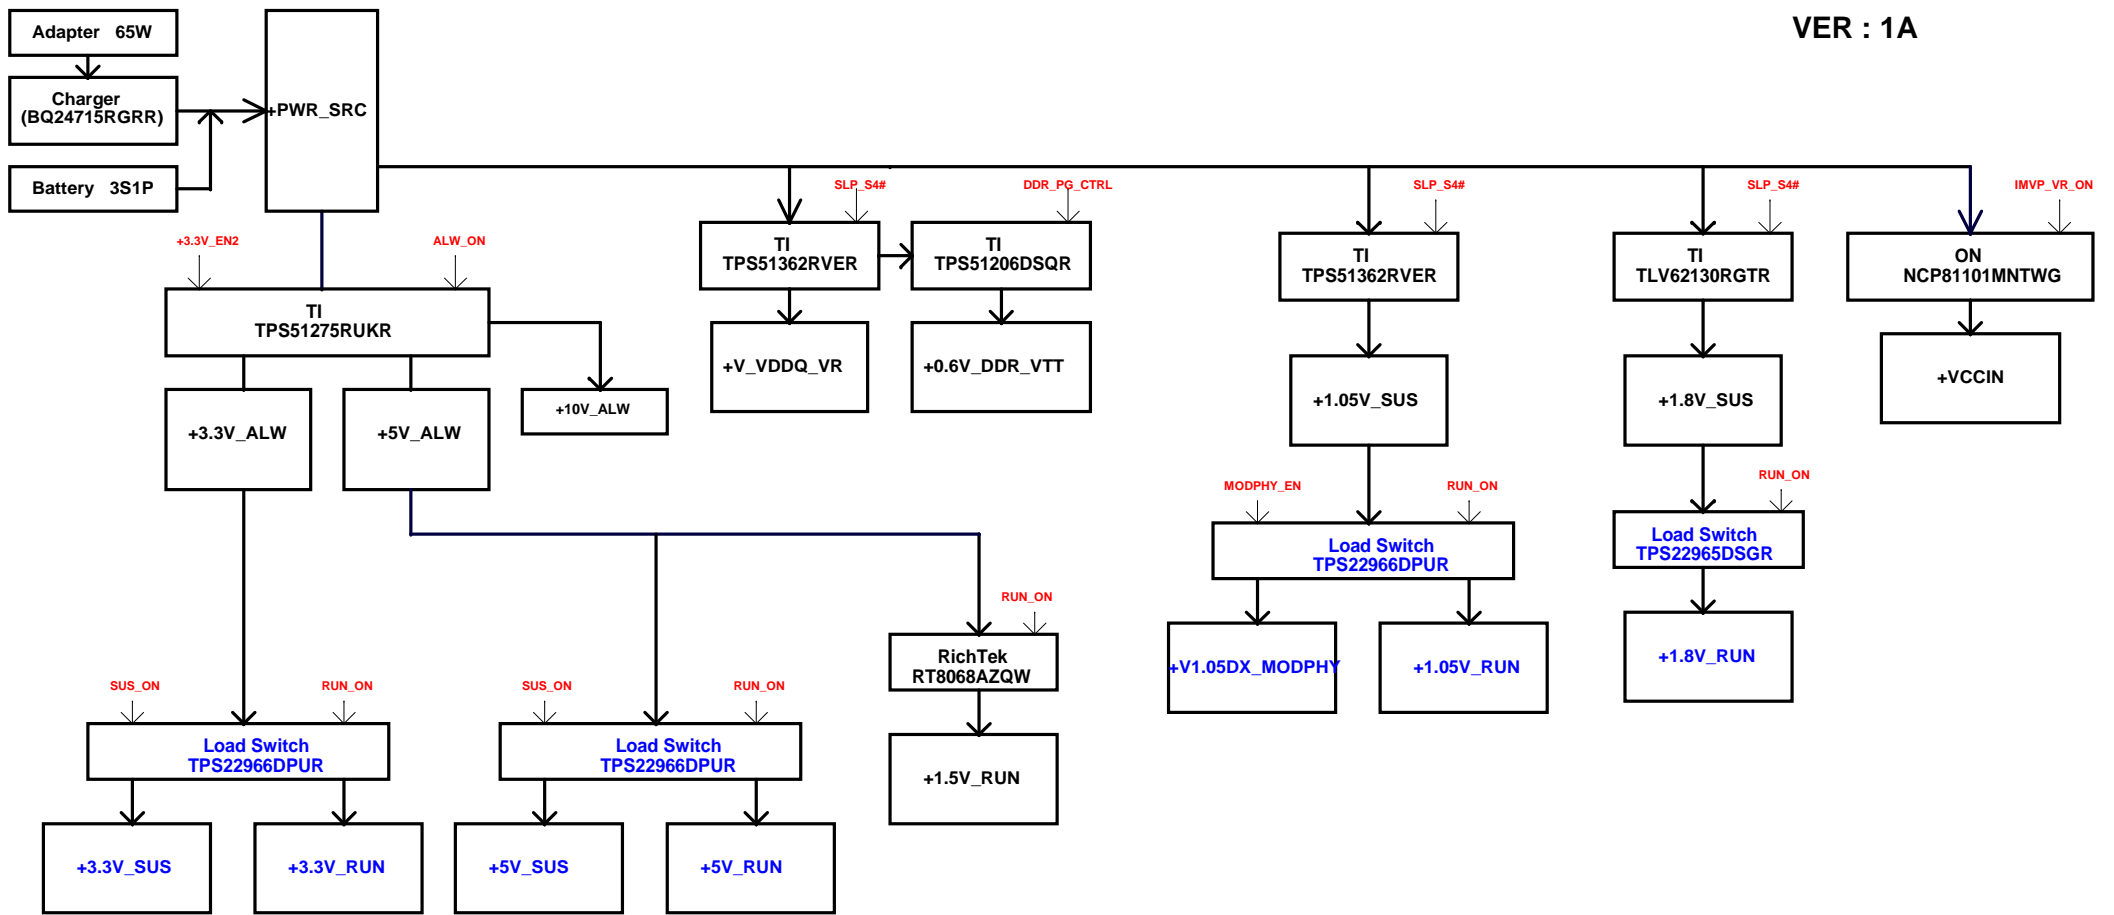 VER : 1A
Adapter 65W
Charger
(BQ24715RGRR)
Battery 3S1P
+PWR_SRC
SLP_S4#
DDR_PG_CTRL
SLP_S4#
SLP_S4#
IMVP_VR_ON
+3.3V_EN2
ALW_ON
TI
TPS51275RUKR
TI
TPS51362RVER
TI
TPS51206DSQR
TI
TPS51362RVER
TI
TLV62130RGTR
ON
NCP81101MNTWG
+3.3V_ALW
+5V_ALW
+10V_ALW
+V_VDDQ_VR
+0.6V_DDR_VTT
+1.05V_SUS
+1.8V_SUS
+VCCIN
MODPHY_EN
RUN_ON
RUN_ON
Load Switch
TPS22966DPUR
Load Switch
TPS22965DSGR
RUN_ON
RichTek
RT8068AZQW
+V1.05DX_MODPHY
+1.05V_RUN
+1.8V_RUN
SUS_ON
RUN_ON
SUS_ON
RUN_ON
Load Switch
TPS22966DPUR
Load Switch
TPS22966DPUR
+1.5V_RUN
+3.3V_SUS
+3.3V_RUN
+5V_SUS
+5V_RUN